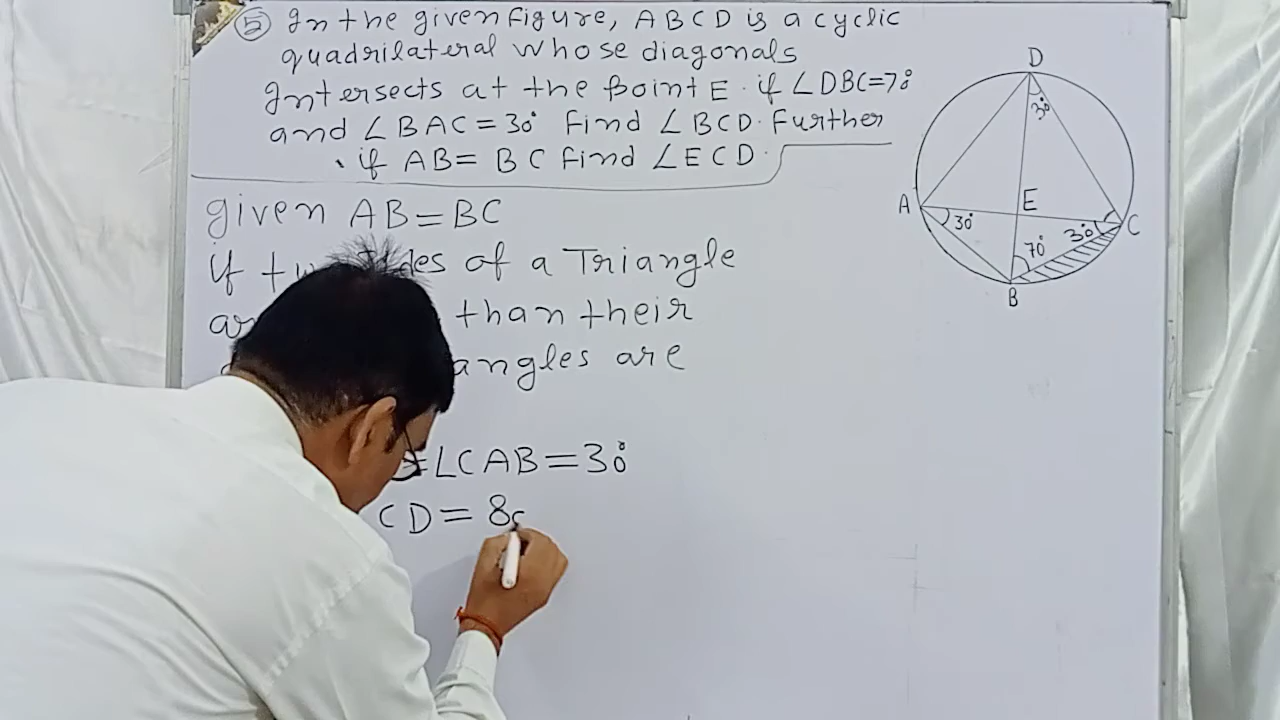 ⑤ In the given figure, ABCD is a cyclic
quadrilateral whose diagonals
Intersects at the point E. if ∠DBC=70°
and ∠BAC=30° Find ∠BCD. Further
if AB=BC find ∠ECD.
given AB=BC
if of a Triangle
than their
angles are
=∠CAB=30°
CD=80
D
30°
A
30°
E
70°
30°
C
B